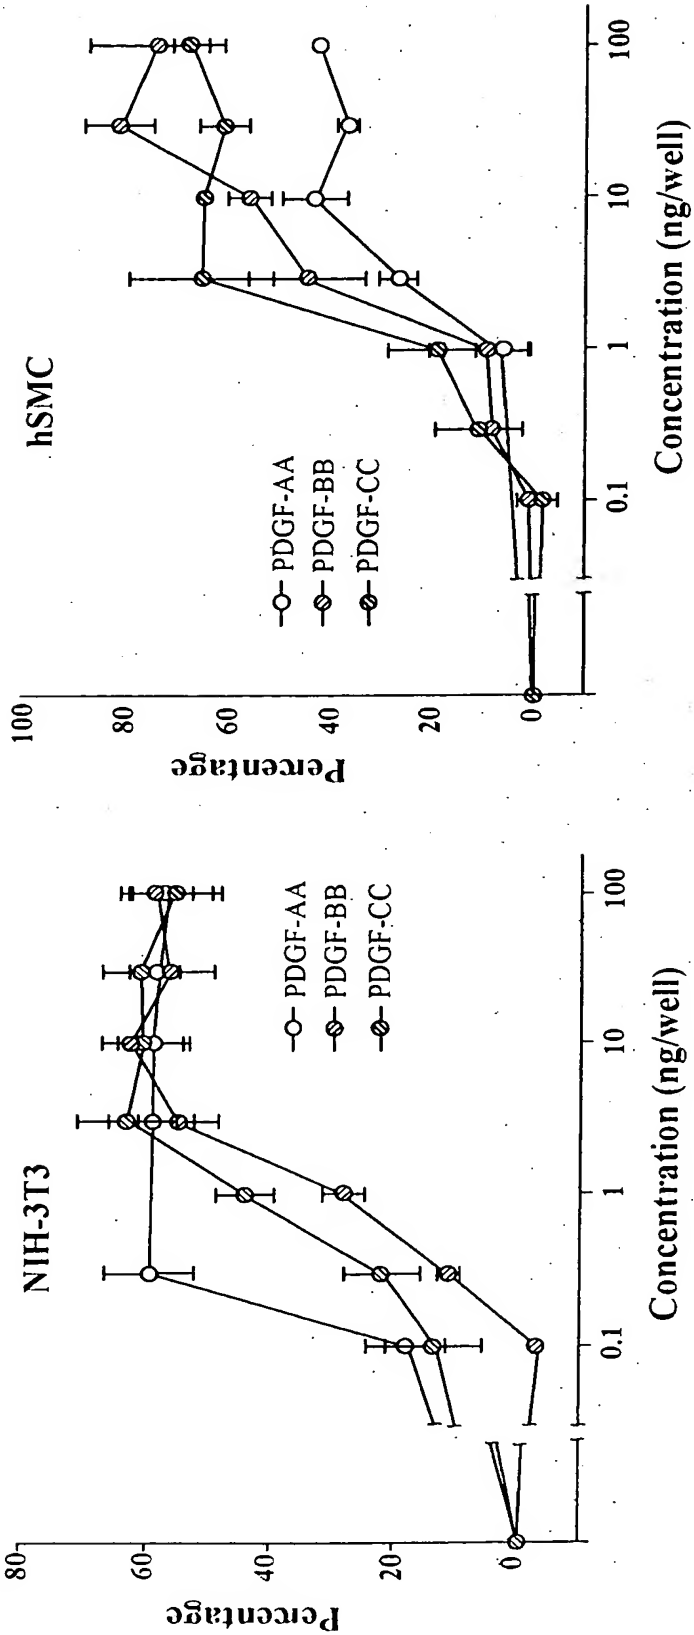 NIH-3T3
80
60
40
20
0
Percentage
PDGF-AA
PDGF-BB
PDGF-CC
0.1
1
10
100
Concentration (ng/well)
hSMC
100
80
60
40
20
0
Percentage
PDGF-AA
PDGF-BB
PDGF-CC
0.1
1
10
100
Concentration (ng/well)